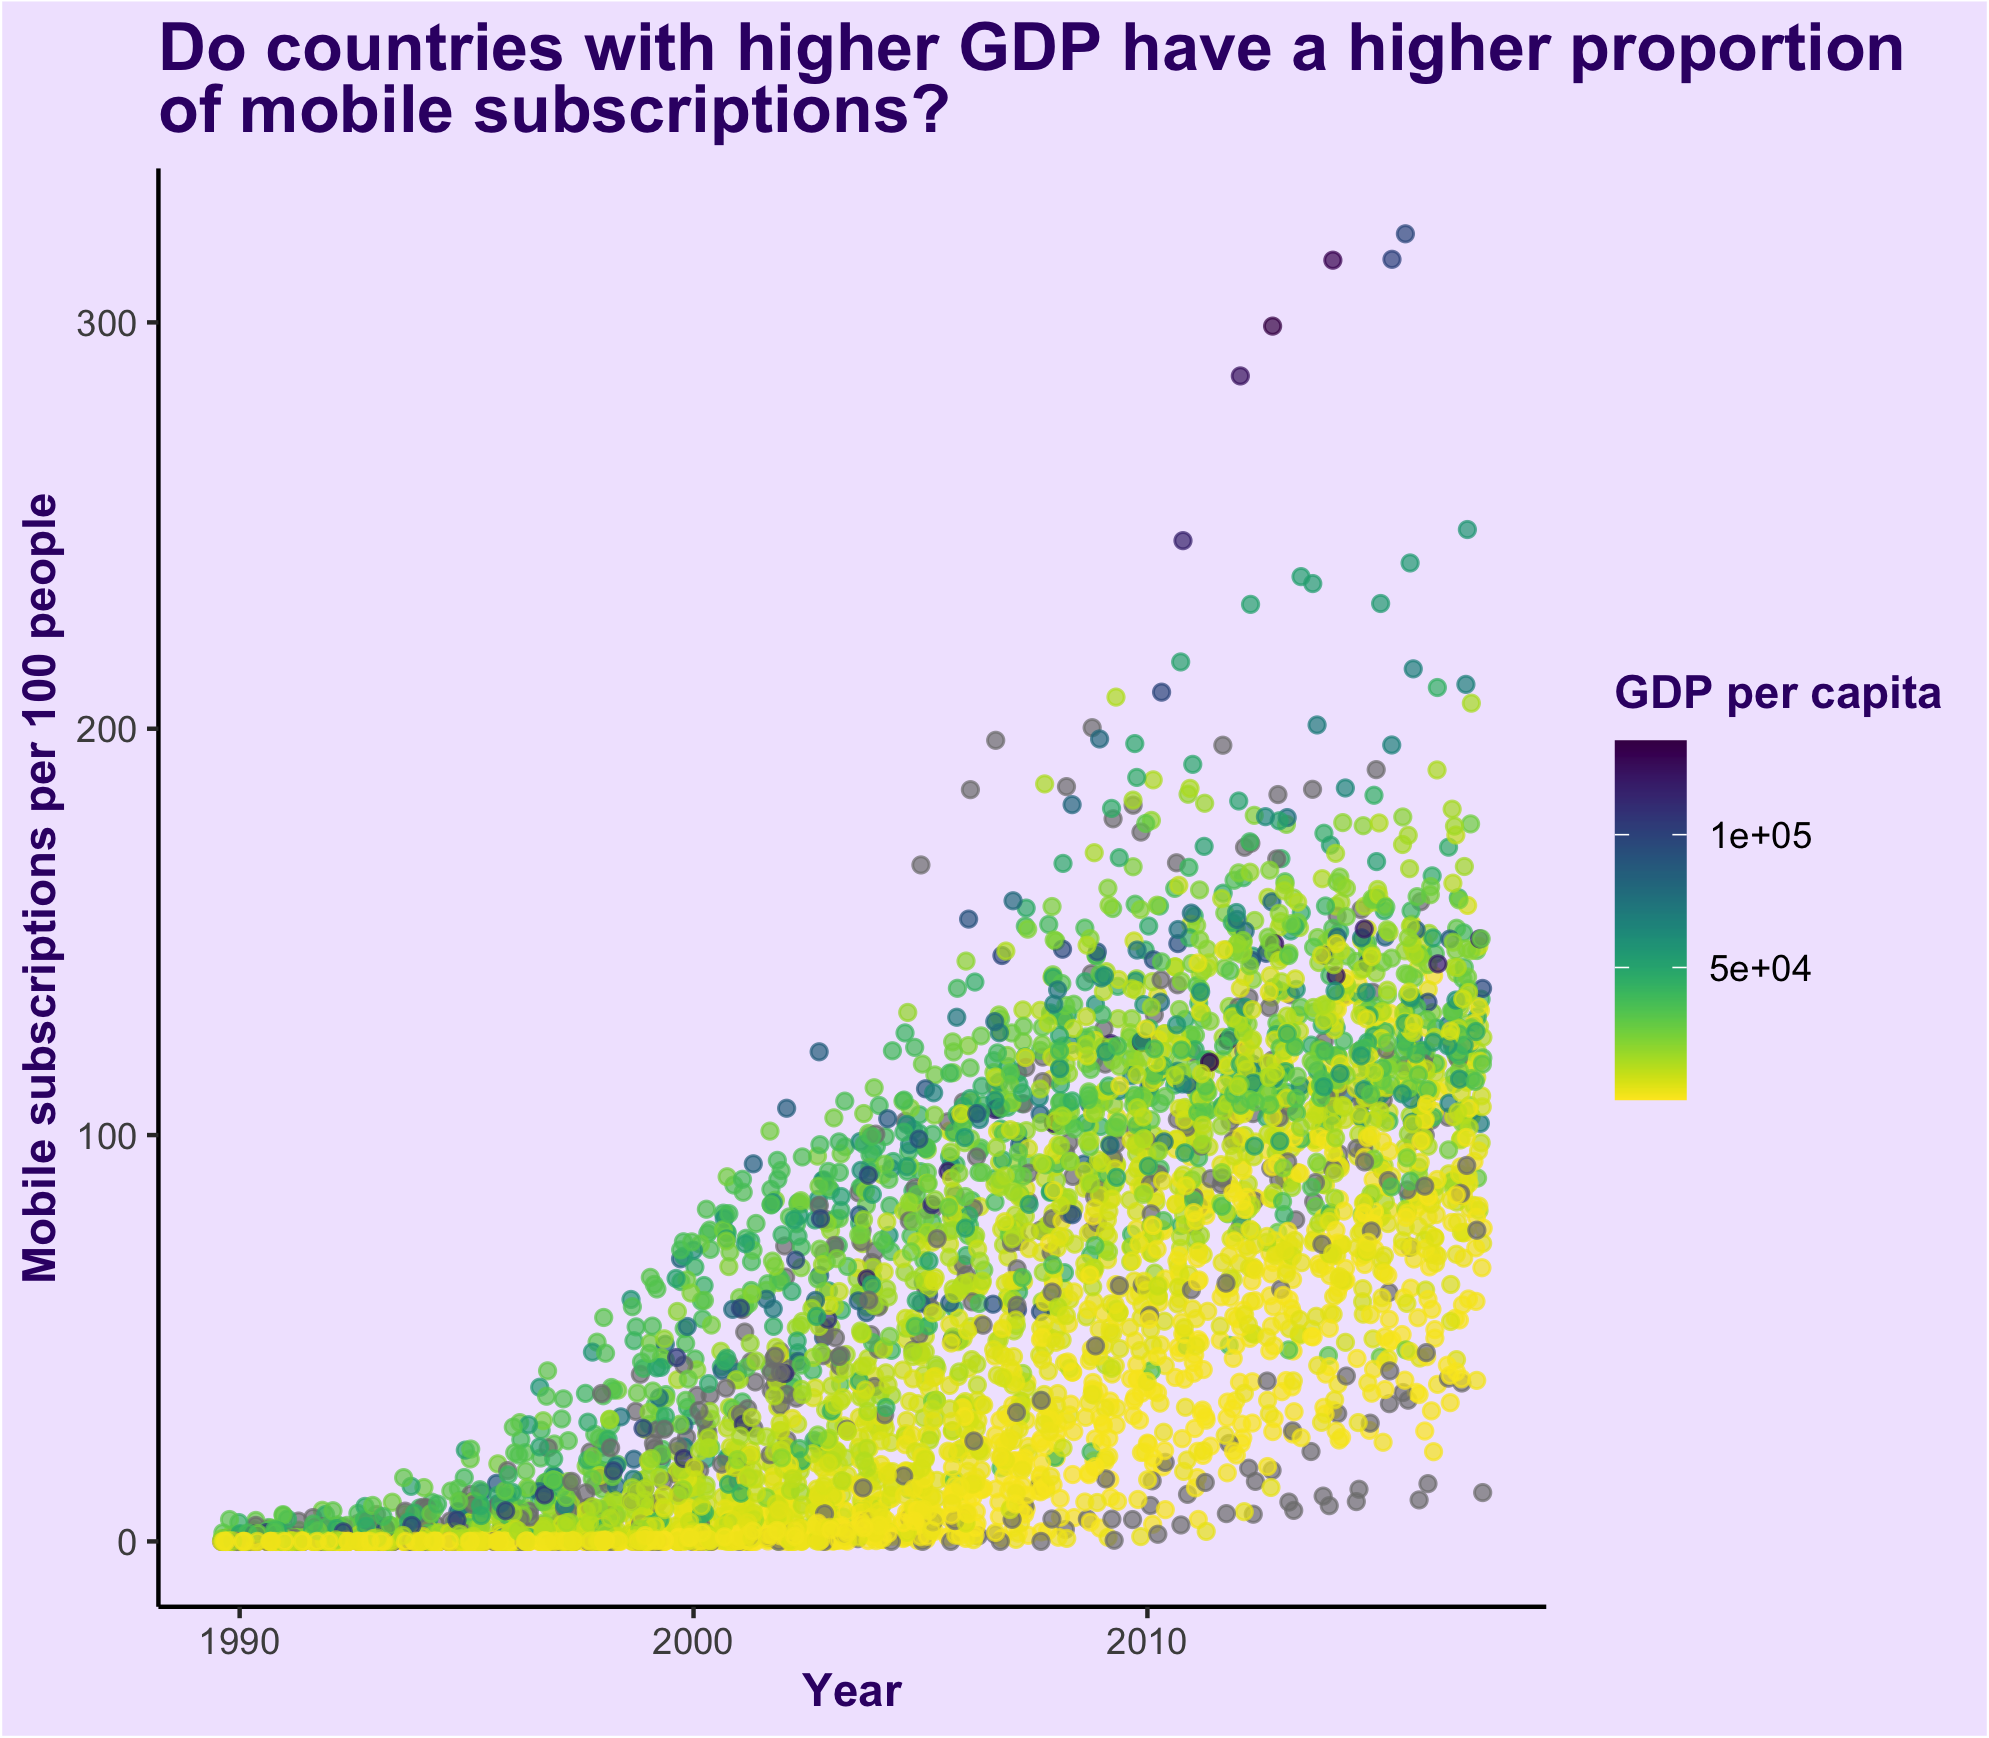 Do countries with higher GDP have a higher proportion
of mobile subscriptions?
Mobile subscriptions per 100 people
300
200
100
0
1990
2000
2010
Year
GDP per capita
1e+05
5e+04